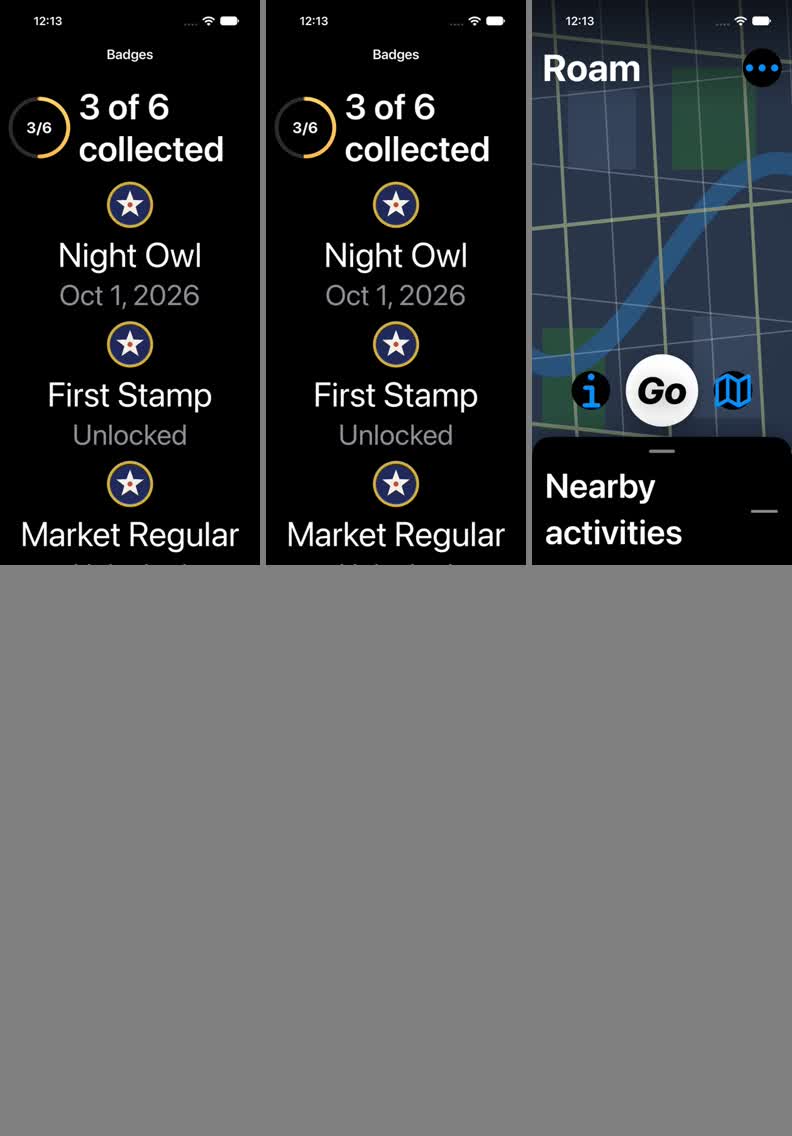 12:13
Badges
3/6
3 of 6
collected
Night Owl
Oct 1, 2026
First Stamp
Unlocked
Market Regular
12:13
Badges
3/6
3 of 6
collected
Night Owl
Oct 1, 2026
First Stamp
Unlocked
Market Regular
12:13
Roam
Go
Nearby
activities